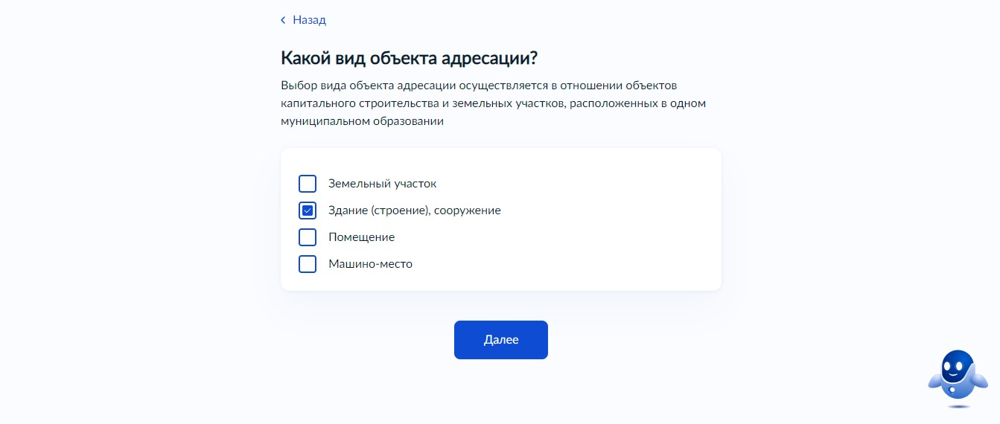 Назад
Какой вид объекта адресации?
Выбор вида объекта адресации осуществляется в отношении объектов
капитального строительства и земельных участков, расположенных в одном
муниципальном образовании
Земельный участок
Здание (строение), сооружение
Помещение
Машино-место
Далее